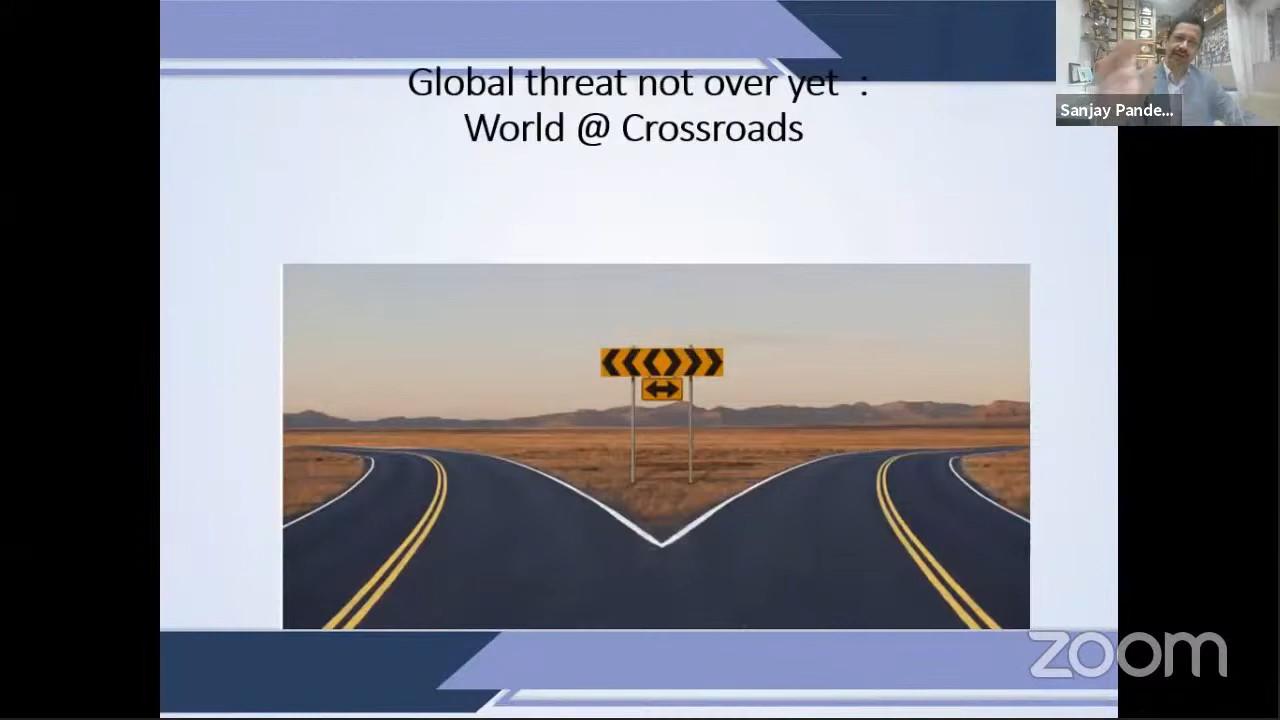 Global threat not over yet  :
World @ Crossroads
Sanjay Pande...
zoom